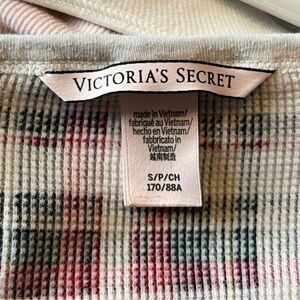 VICTORIA'S SECRET
made in Vietnam/
fabriqué au Vietnam/
hecho en Vietnam/
fabbricato in
Vietnam/
越南製造
S/P/CH
170/88A